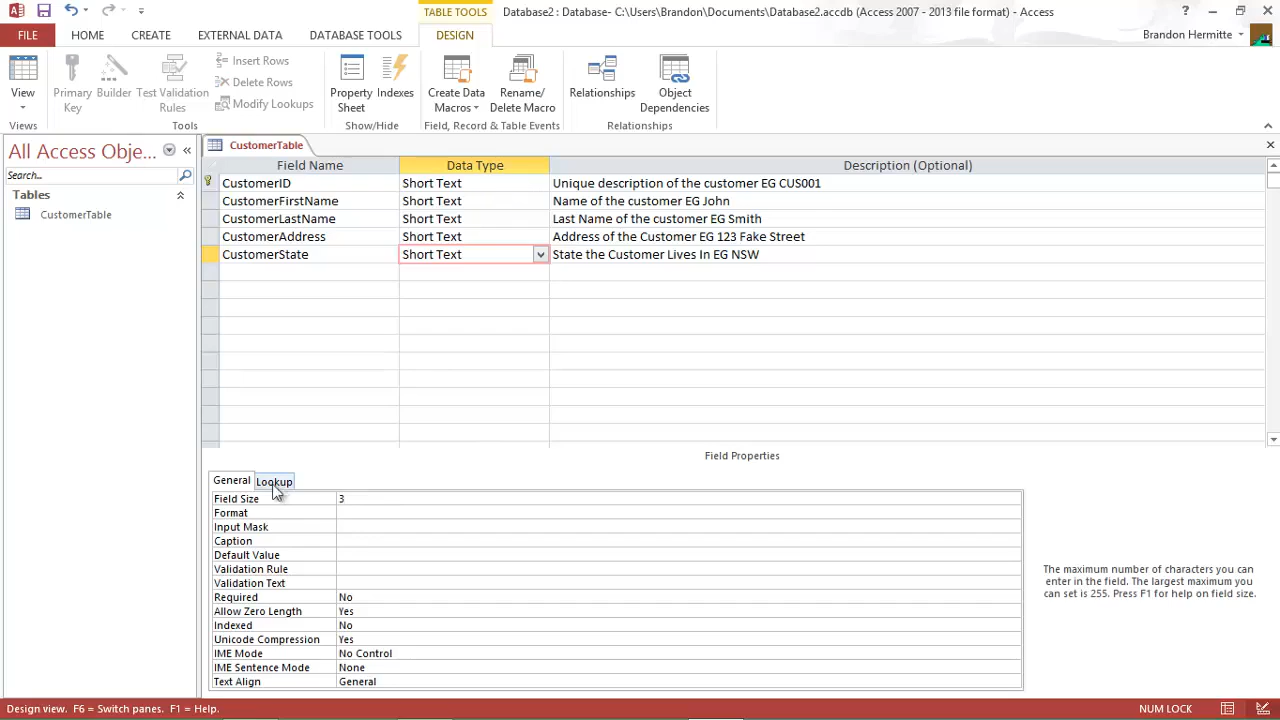 TABLE TOOLS
Database2 : Database- C:\Users\Brandon\Documents\Database2.accdb (Access 2007 - 2013 file format) - Access
FILE HOME CREATE EXTERNAL DATA DATABASE TOOLS DESIGN Brandon Hermitte
View
Primary Key
Builder
Test Validation Rules
Insert Rows
Delete Rows
Modify Lookups
Property Sheet
Indexes
Create Data Macros
Rename/ Delete Macro
Relationships
Object Dependencies
Views Tools Show/Hide Field, Record & Table Events Relationships
All Access Obje...
Search...
Tables
CustomerTable
CustomerTable
Field Name Data Type Description (Optional)
CustomerID Short Text Unique description of the customer EG CUS001
CustomerFirstName Short Text Name of the customer EG John
CustomerLastName Short Text Last Name of the customer EG Smith
CustomerAddress Short Text Address of the Customer EG 123 Fake Street
CustomerState Short Text State the Customer Lives In EG NSW
Field Properties
General Lookup
Field Size 3
Format
Input Mask
Caption
Default Value
Validation Rule
Validation Text
Required No
Allow Zero Length Yes
Indexed No
Unicode Compression Yes
IME Mode No Control
IME Sentence Mode None
Text Align General
The maximum number of characters you can
enter in the field. The largest maximum you
can set is 255. Press F1 for help on field size.
Design view. F6 = Switch panes. F1 = Help. NUM LOCK